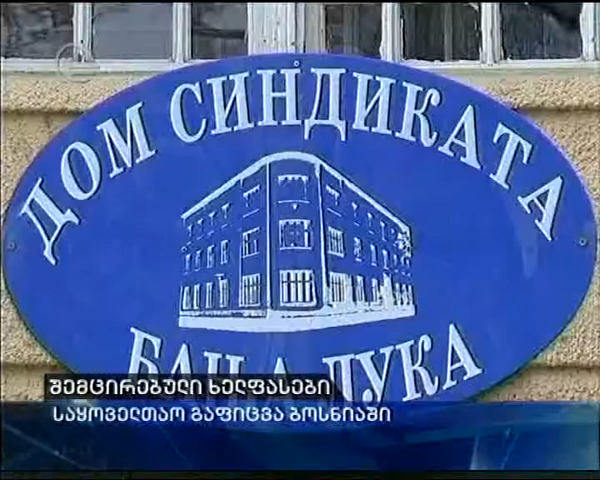 ДОМ СИНДИКАТА
БАЊА ЛУКА
ᲨᲔᲛᲪᲘᲠᲔᲑᲣᲚᲘ ᲮᲔᲚᲤᲐᲡᲔᲑᲘ
ᲡᲐᲧᲝᲕᲔᲚᲗᲐᲝ ᲒᲐᲤᲘᲪᲕᲐ ᲑᲝᲡᲜᲘᲐᲨᲘ